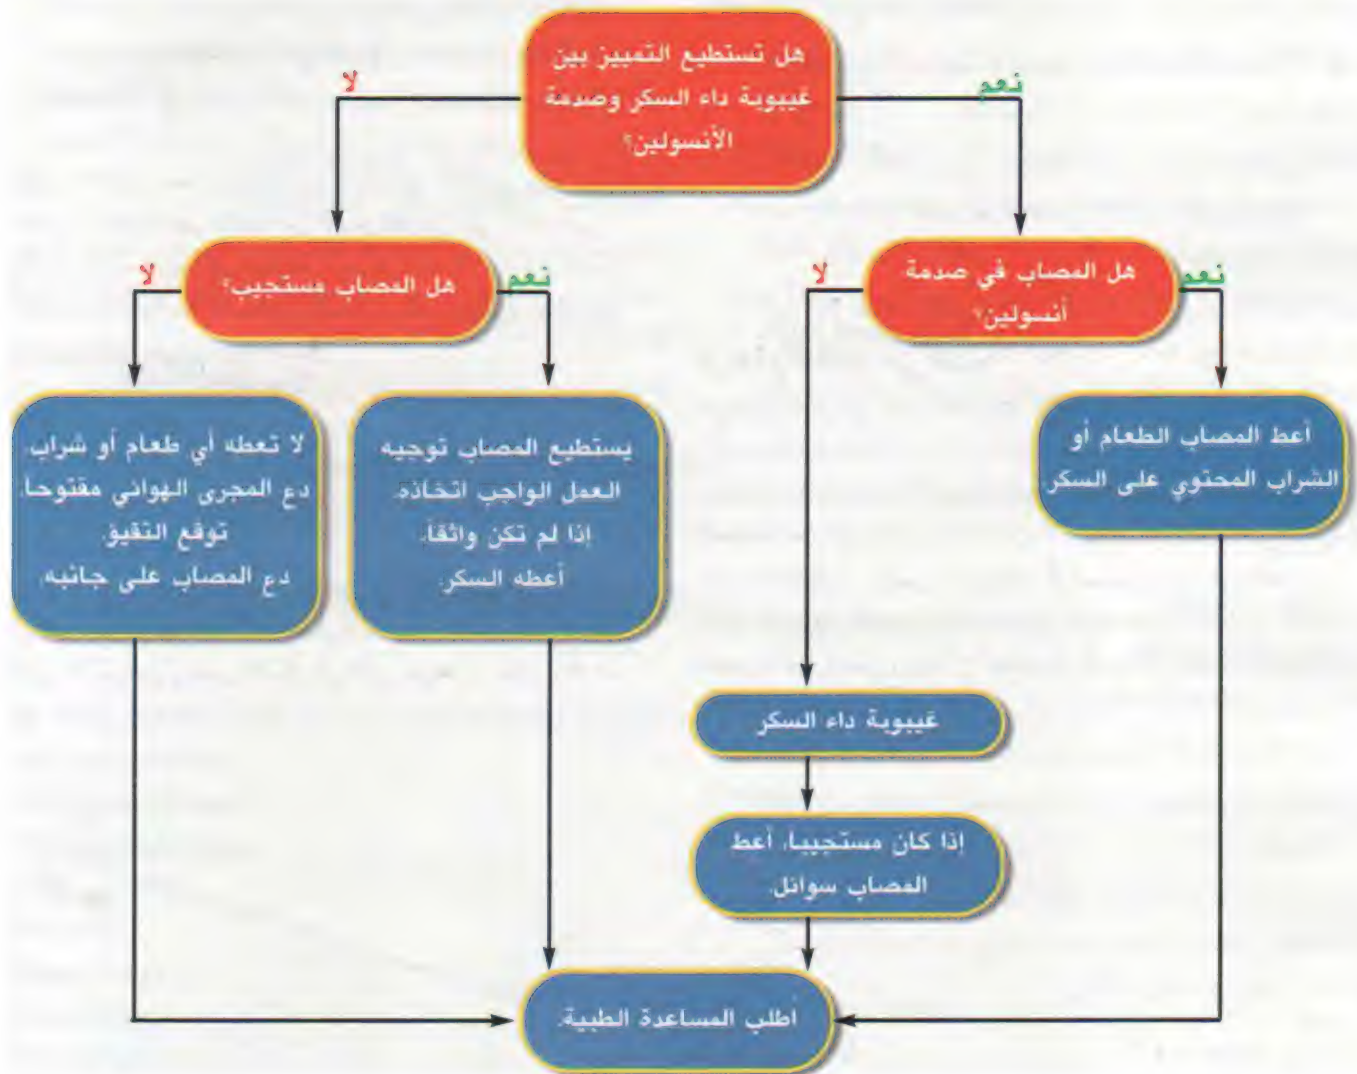 هل تستطيع التمييز بين
غيبوبة داء السكر وصدمة
الأنسولين؟
نعم
لا
هل المصاب في صدمة
أنسولين؟
نعم
لا
هل المصاب مستجيب؟
نعم
لا
أعط المصاب الطعام أو
الشراب المحتوي على السكر.
يستطيع المصاب توجيه
العمل الواجب اتخاذه.
إذا لم تكن واثقاً،
أعطه السكر.
لا تعطه أي طعام أو شراب.
دع المجرى الهوائي مفتوحا.
توقع التقيؤ.
دع المصاب على جانبه.
غيبوبة داء السكر
إذا كان مستجيبا، أعط
المصاب سوائل.
أطلب المساعدة الطبية.